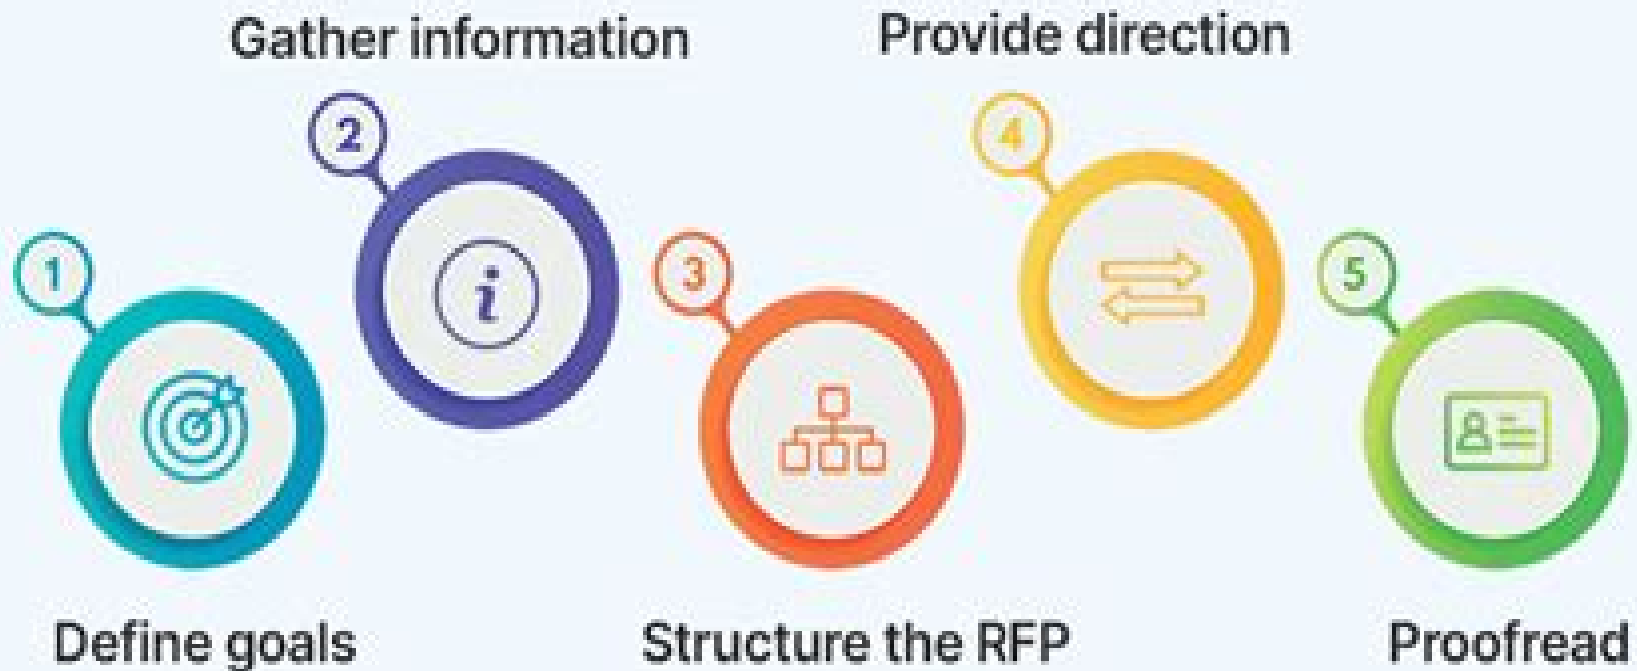 1
Define goals
2
Gather information
i
3
Structure the RFP
4
Provide direction
5
Proofread